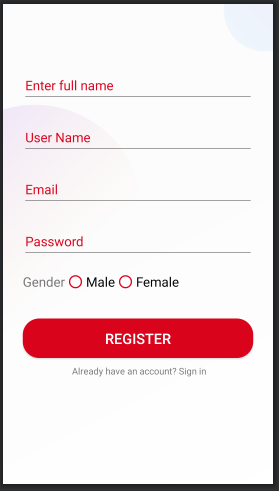 Enter full name
User Name
Email
Password
Gender Male Female
REGISTER
Already have an account? Sign in